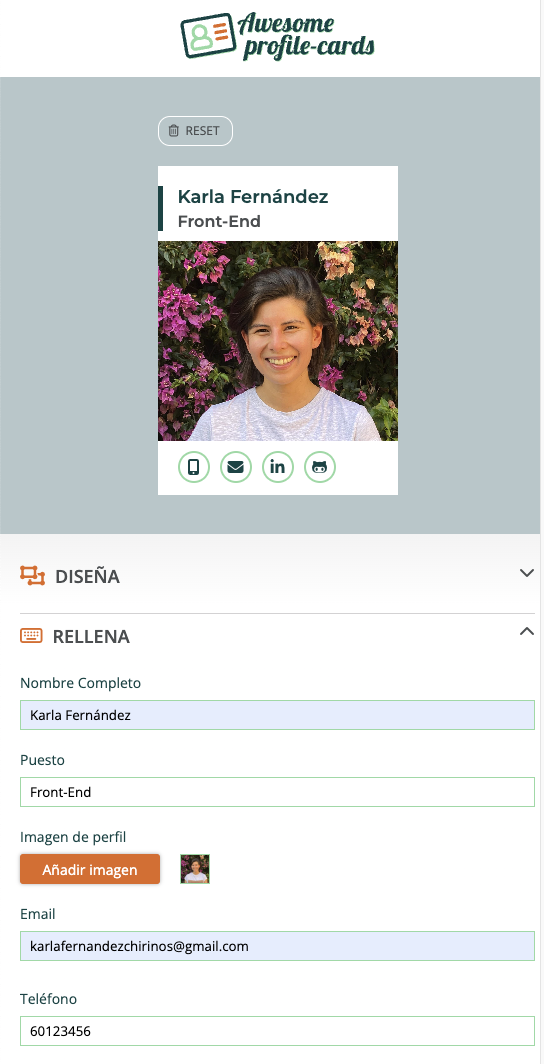 Awesome
profile-cards
RESET
Karla Fernández
Front-End
in
DISEÑA
RELLENA
Nombre Completo
Karla Fernández
Puesto
Front-End
Imagen de perfil
Añadir imagen
Email
karlafernandezchirinos@gmail.com
Teléfono
60123456